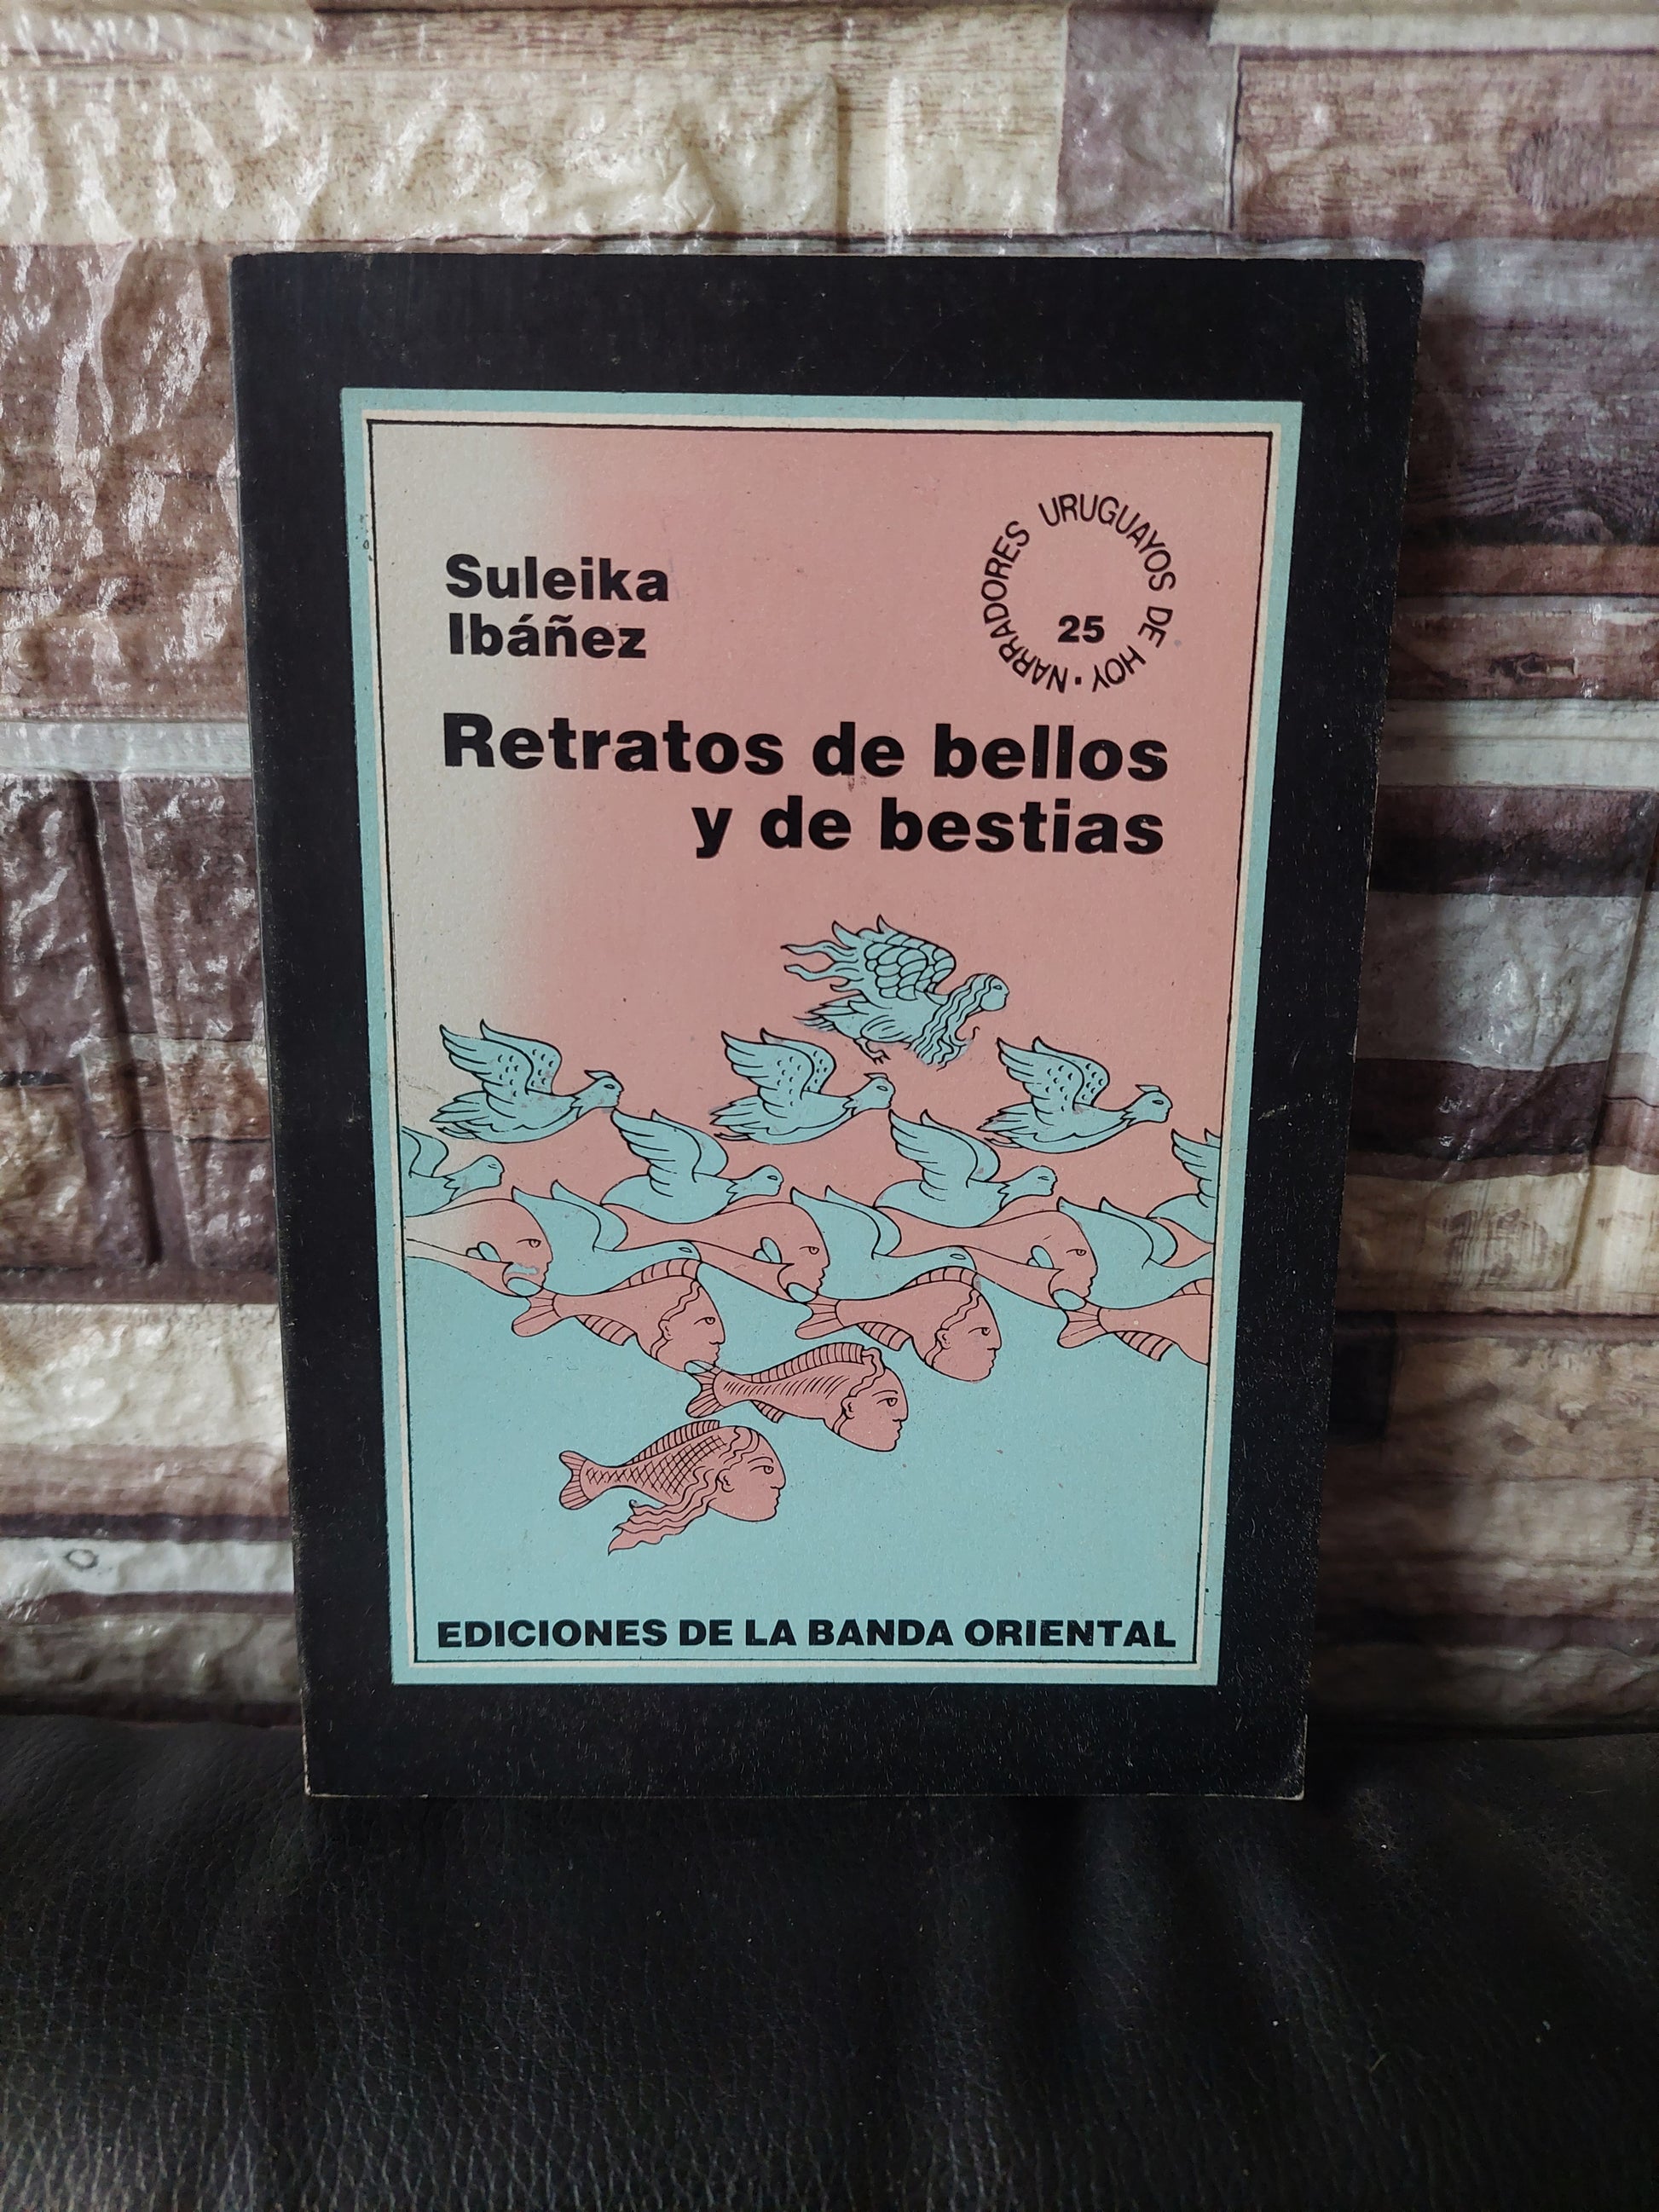 Suleika
Ibáñez
NARRADORES URUGUAYOS DE HOY •
25
Retratos de bellos
y de bestias
EDICIONES DE LA BANDA ORIENTAL